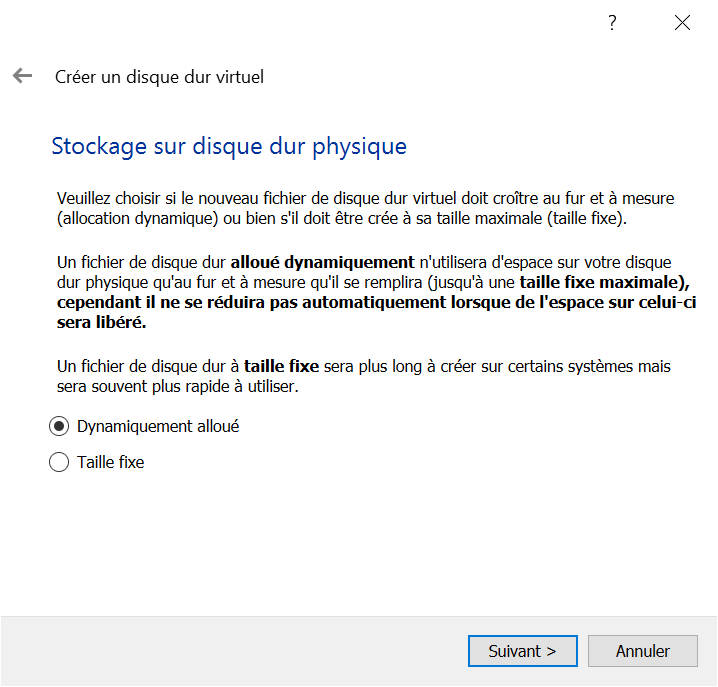 ?
Créer un disque dur virtuel
Stockage sur disque dur physique
Veuillez choisir si le nouveau fichier de disque dur virtuel doit croître au fur et à mesure
(allocation dynamique) ou bien s'il doit être crée à sa taille maximale (taille fixe).
Un fichier de disque dur alloué dynamiquement n'utilisera d'espace sur votre disque
dur physique qu'au fur et à mesure qu'il se remplira (jusqu'à une taille fixe maximale),
cependant il ne se réduira pas automatiquement lorsque de l'espace sur celui-ci
sera libéré.
Un fichier de disque dur à taille fixe sera plus long à créer sur certains systèmes mais
sera souvent plus rapide à utiliser.
Dynamiquement alloué
Taille fixe
Suivant > Annuler